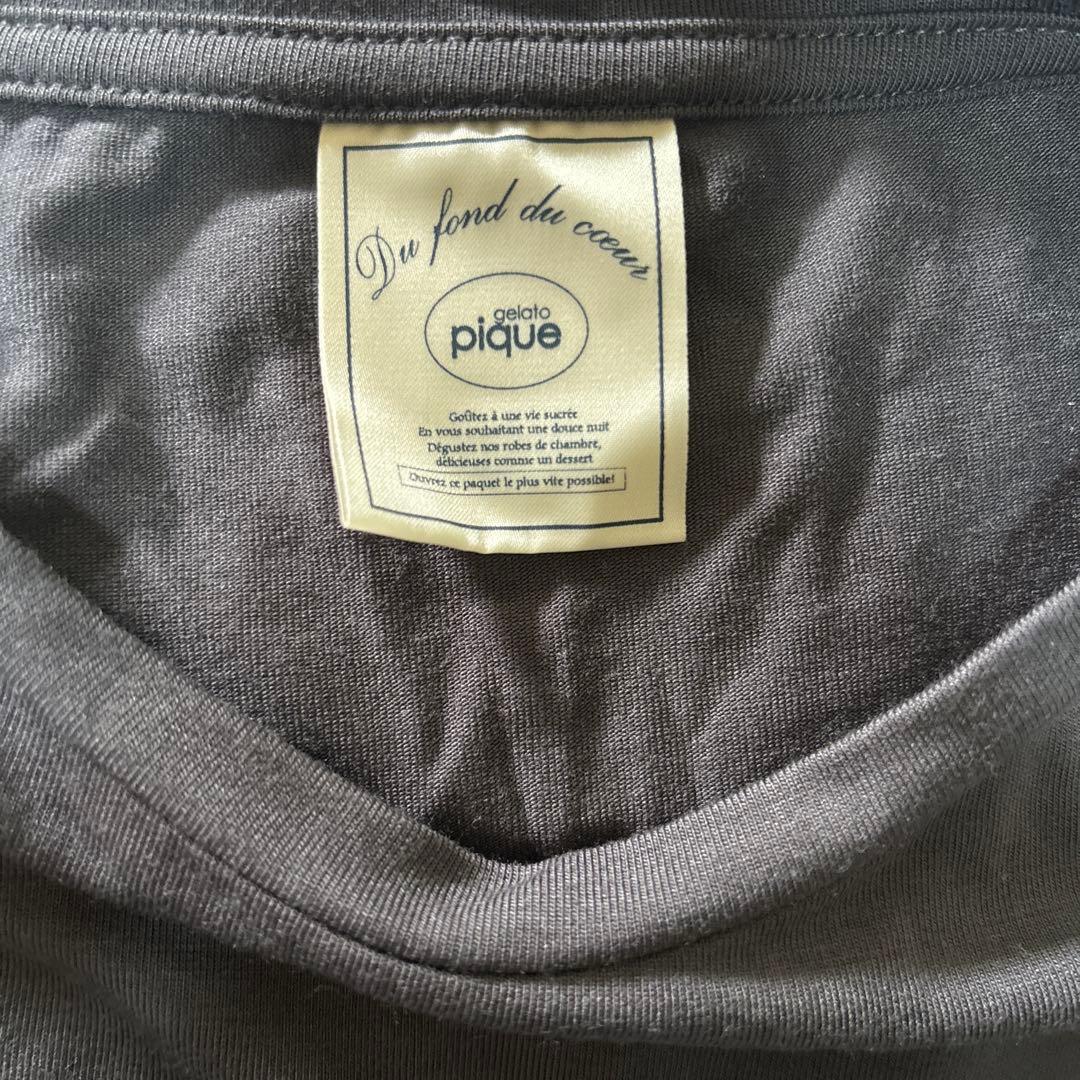 Du fond du cœur
gelato
pique
Goûtez à une vie sucrée
En vous souhaitant une douce nuit
Dégustez nos robes de chambre,
délicieuses comme un dessert
Ouvrez ce paquet le plus vite possible!